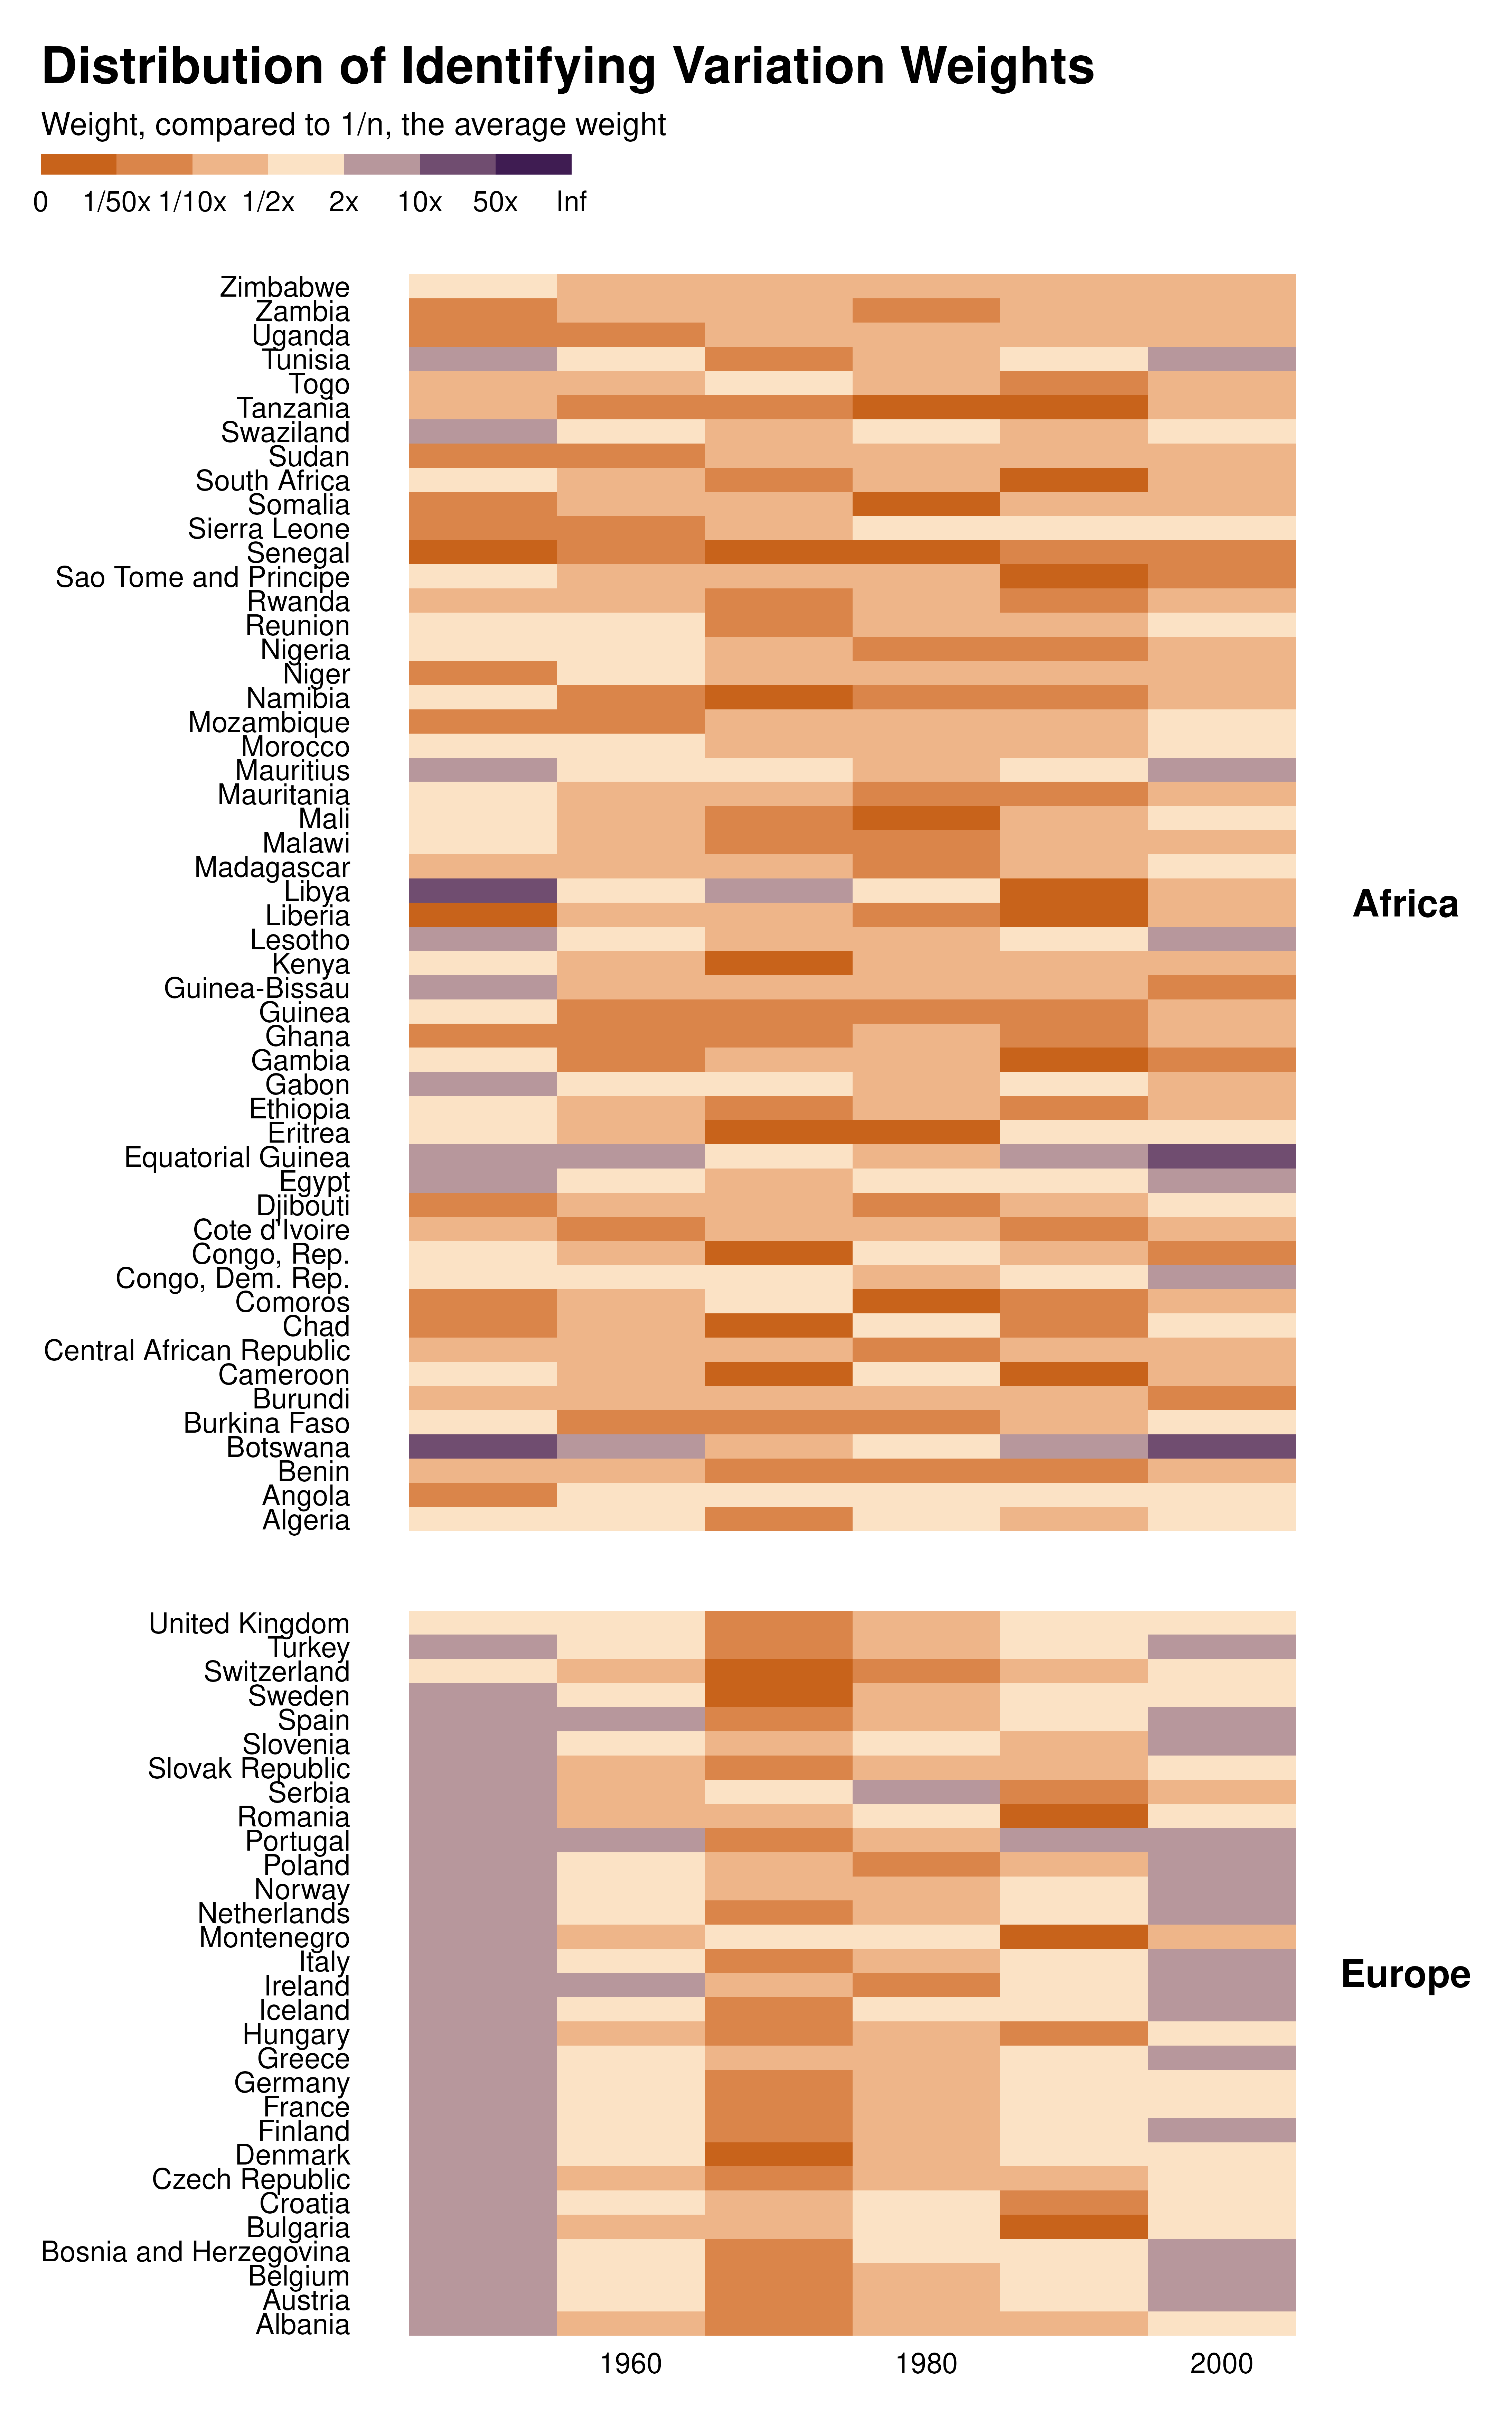 Distribution of Identifying Variation Weights
Weight, compared to 1/n, the average weight
0 1/50x 1/10x 1/2x 2x 10x 50x Inf
Zimbabwe
Zambia
Uganda
Tunisia
Togo
Tanzania
Swaziland
Sudan
South Africa
Somalia
Sierra Leone
Senegal
Sao Tome and Principe
Rwanda
Reunion
Nigeria
Niger
Namibia
Mozambique
Morocco
Mauritius
Mauritania
Mali
Malawi
Madagascar
Libya
Liberia
Lesotho
Kenya
Guinea-Bissau
Guinea
Ghana
Gambia
Gabon
Ethiopia
Eritrea
Equatorial Guinea
Egypt
Djibouti
Cote d'Ivoire
Congo, Rep.
Congo, Dem. Rep.
Comoros
Chad
Central African Republic
Cameroon
Burundi
Burkina Faso
Botswana
Benin
Angola
Algeria
Africa
United Kingdom
Turkey
Switzerland
Sweden
Spain
Slovenia
Slovak Republic
Serbia
Romania
Portugal
Poland
Norway
Netherlands
Montenegro
Italy
Ireland
Iceland
Hungary
Greece
Germany
France
Finland
Denmark
Czech Republic
Croatia
Bulgaria
Bosnia and Herzegovina
Belgium
Austria
Albania
Europe
1960 1980 2000